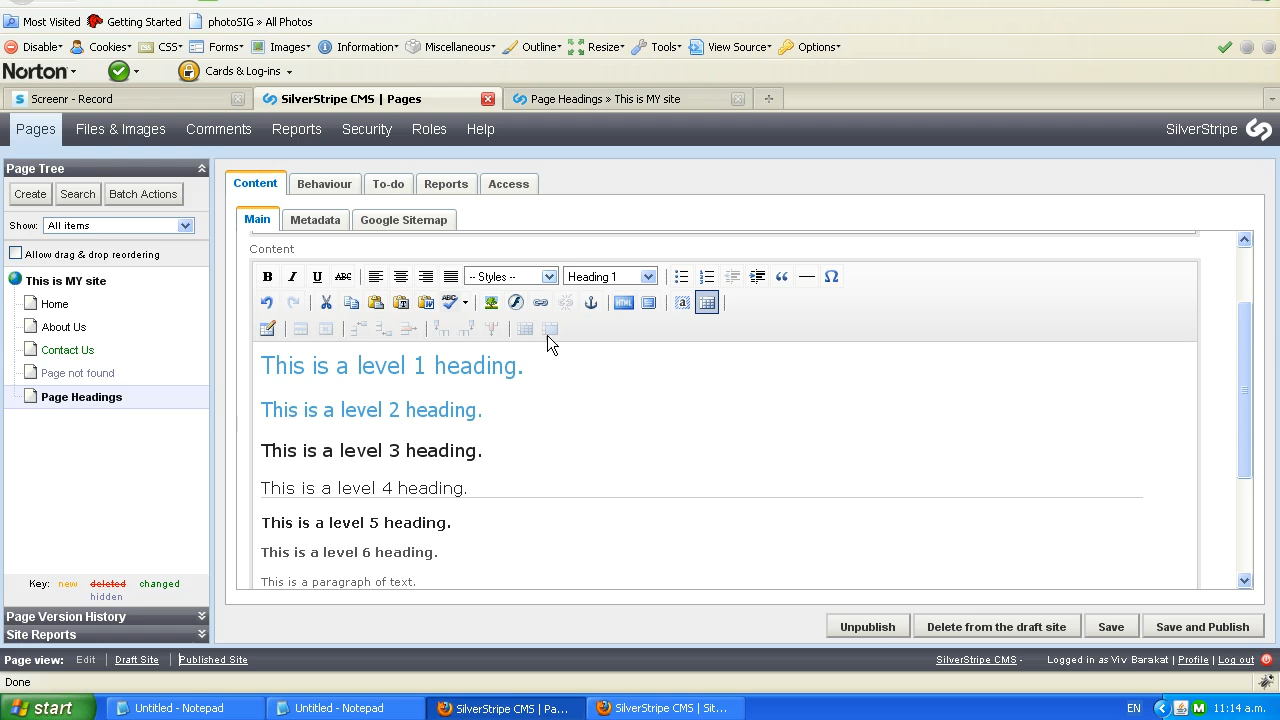 Most Visited Getting Started photoSIG » All Photos
Disable Cookies CSS Forms Images Information Miscellaneous Outline Resize Tools View Source Options
Norton Cards & Log-ins
Screenr - Record SilverStripe CMS | Pages Page Headings » This is MY site
Pages Files & Images Comments Reports Security Roles Help SilverStripe
Page Tree
Create Search Batch Actions
Show: All items
Allow drag & drop reordering
This is MY site
Home
About Us
Contact Us
Page not found
Page Headings
Key: new deleted changed
hidden
Page Version History
Site Reports
Content Behaviour To-do Reports Access
Main Metadata Google Sitemap
Content
B I U ABC -- Styles -- Heading 1
HTML
This is a level 1 heading.
This is a level 2 heading.
This is a level 3 heading.
This is a level 4 heading.
This is a level 5 heading.
This is a level 6 heading.
This is a paragraph of text.
Unpublish Delete from the draft site Save Save and Publish
Page view: Edit Draft Site Published Site SilverStripe CMS - Logged in as Viv Barakat | Profile | Log out
Done
start Untitled - Notepad Untitled - Notepad SilverStripe CMS | Pa... SilverStripe CMS | Sit... EN 11:14 a.m.